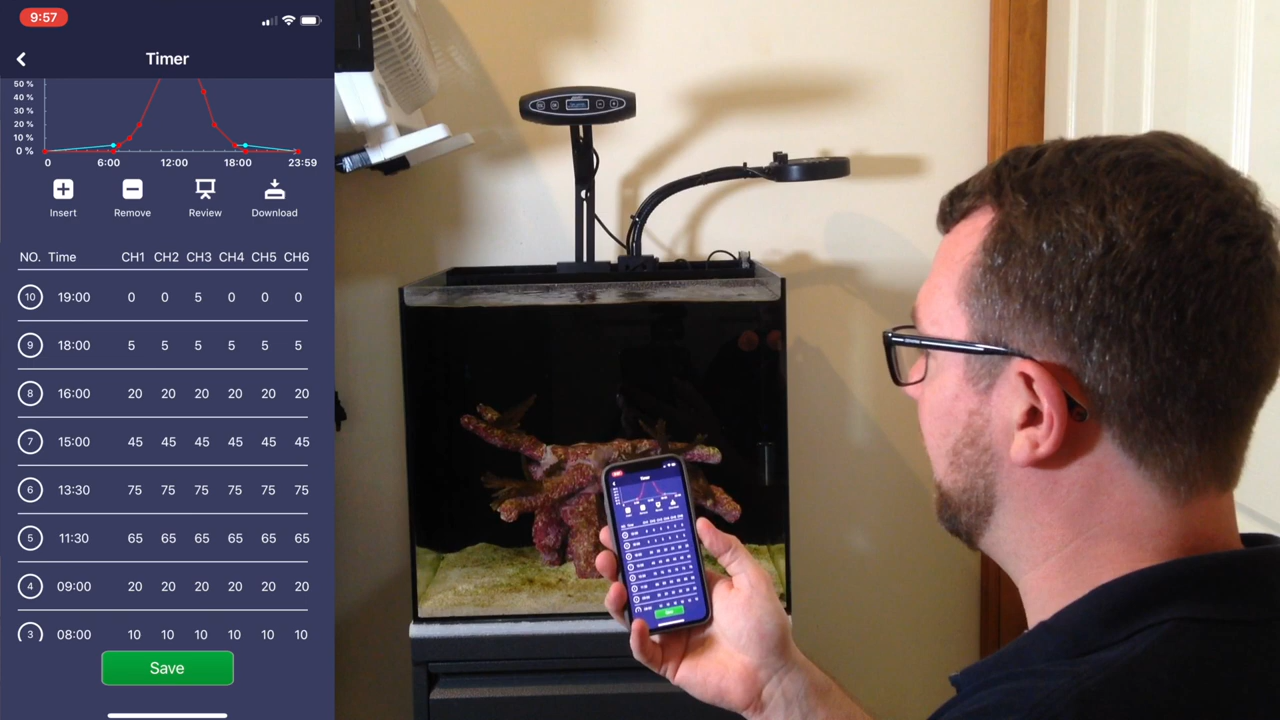 9:57
Timer
50 %
40 %
30 %
20 %
10 %
0 %
0 6:00 12:00 18:00 23:59
Insert Remove Review Download
NO. Time CH1 CH2 CH3 CH4 CH5 CH6
10 19:00 0 0 5 0 0 0
9 18:00 5 5 5 5 5 5
8 16:00 20 20 20 20 20 20
7 15:00 45 45 45 45 45 45
6 13:30 75 75 75 75 75 75
5 11:30 65 65 65 65 65 65
4 09:00 20 20 20 20 20 20
3 08:00 10 10 10 10 10 10
Save
Timer